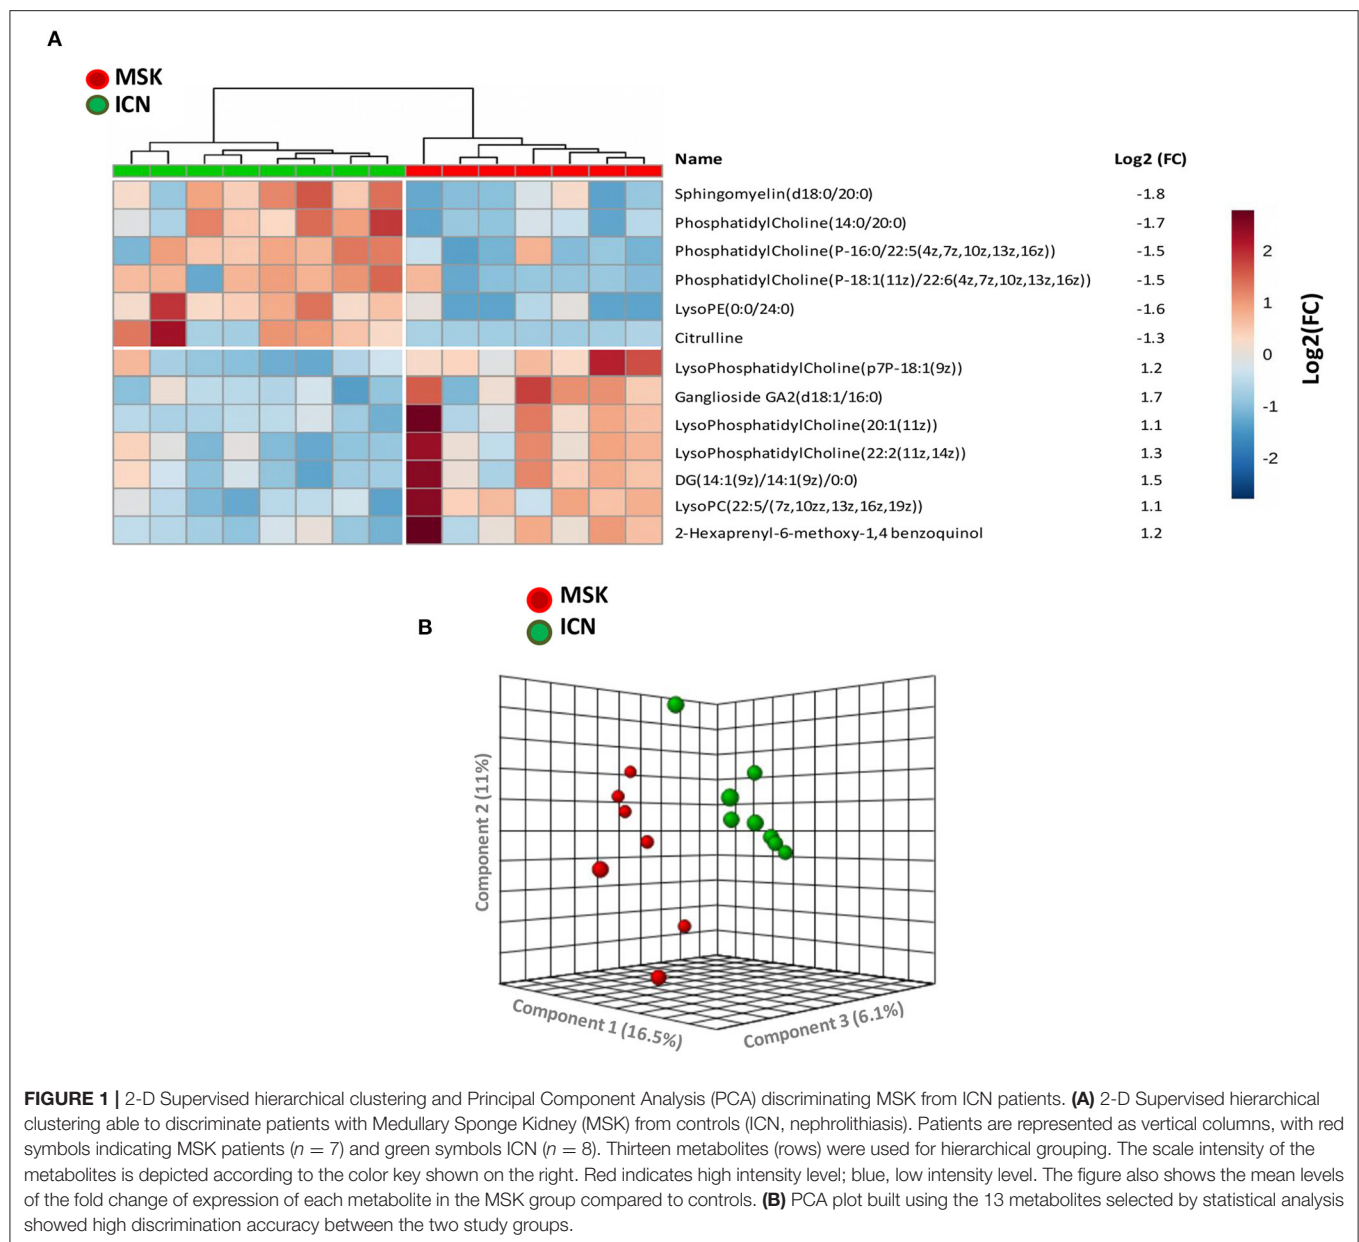 A
MSK
ICN
Name Log2 (FC)
Sphingomyelin(d18:0/20:0) -1.8
PhosphatidylCholine(14:0/20:0) -1.7
PhosphatidylCholine(P-16:0/22:5(4z,7z,10z,13z,16z)) -1.5
PhosphatidylCholine(P-18:1(11z)/22:6(4z,7z,10z,13z,16z)) -1.5
LysoPE(0:0/24:0) -1.6
Citrulline -1.3
LysoPhosphatidylCholine(p7P-18:1(9z)) 1.2
Ganglioside GA2(d18:1/16:0) 1.7
LysoPhosphatidylCholine(20:1(11z)) 1.1
LysoPhosphatidylCholine(22:2(11z,14z)) 1.3
DG(14:1(9z)/14:1(9z)/0:0) 1.5
LysoPC(22:5/(7z,10zz,13z,16z,19z)) 1.1
2-Hexaprenyl-6-methoxy-1,4 benzoquinol 1.2
2
1
0
-1
-2
Log2(FC)
B
MSK
ICN
Component 2 (11%)
Component 1 (16.5%)
Component 3 (6.1%)
FIGURE 1 | 2-D Supervised hierarchical clustering and Principal Component Analysis (PCA) discriminating MSK from ICN patients. (A) 2-D Supervised hierarchical
clustering able to discriminate patients with Medullary Sponge Kidney (MSK) from controls (ICN, nephrolithiasis). Patients are represented as vertical columns, with red
symbols indicating MSK patients (n = 7) and green symbols ICN (n = 8). Thirteen metabolites (rows) were used for hierarchical grouping. The scale intensity of the
metabolites is depicted according to the color key shown on the right. Red indicates high intensity level; blue, low intensity level. The figure also shows the mean levels
of the fold change of expression of each metabolite in the MSK group compared to controls. (B) PCA plot built using the 13 metabolites selected by statistical analysis
showed high discrimination accuracy between the two study groups.